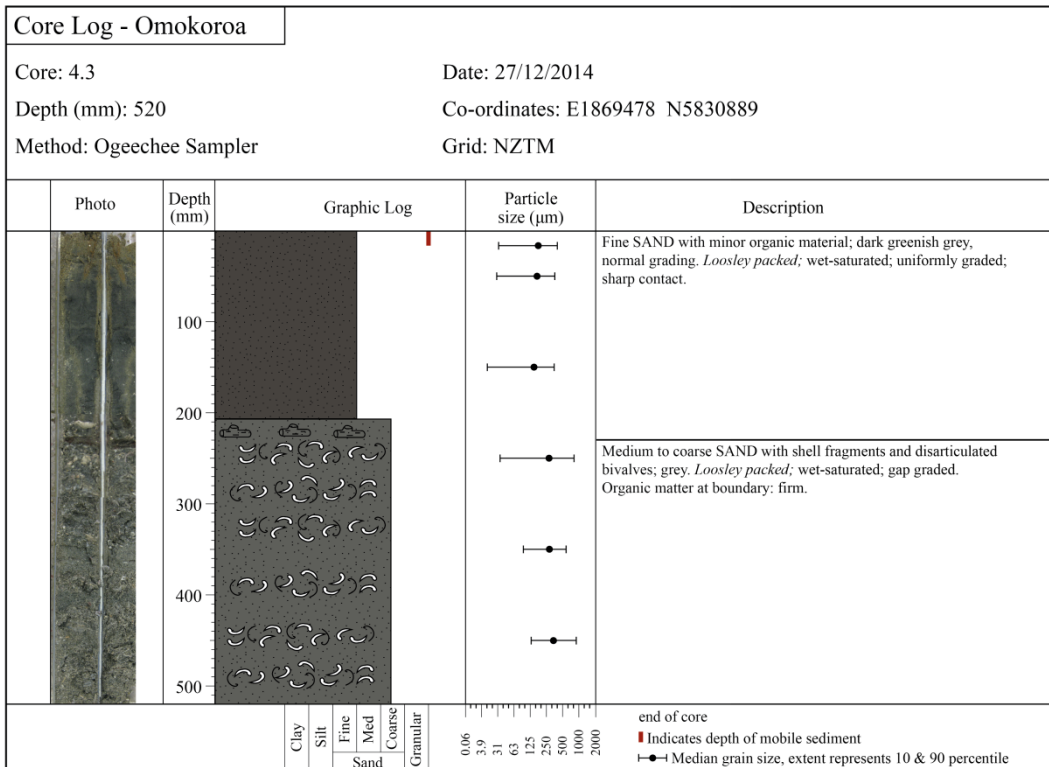 Core Log - Omokoroa
Core: 4.3
Date: 27/12/2014
Depth (mm): 520
Co-ordinates: E1869478 N5830889
Method: Ogeechee Sampler
Grid: NZTM
Photo
Depth
(mm)
Graphic Log
Particle
size (μm)
Description
Fine SAND with minor organic material; dark greenish grey,
normal grading. Loosley packed; wet-saturated; uniformly graded;
sharp contact.
100
200
Medium to coarse SAND with shell fragments and disarticulated
bivalves; grey. Loosley packed; wet-saturated; gap graded.
Organic matter at boundary: firm.
300
400
500
Clay
Silt
Fine
Med
Coarse
Granular
Sand
0.06
3.9
31
63
125
250
500
1000
2000
end of core
Indicates depth of mobile sediment
Median grain size, extent represents 10 & 90 percentile